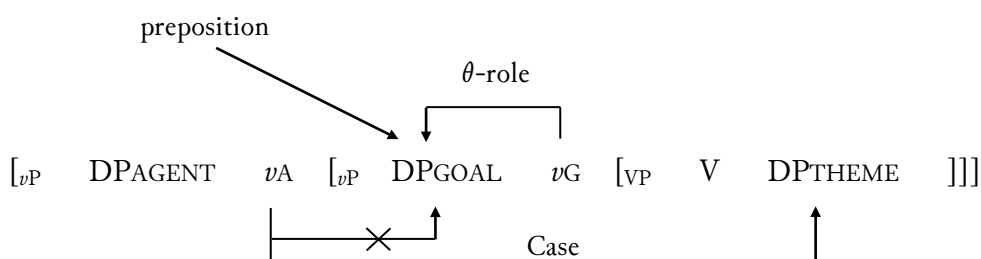 preposition
θ-role
[vP DPAGENT vA [vP DPGOAL vG [VP V DPTHEME ]]]
Case